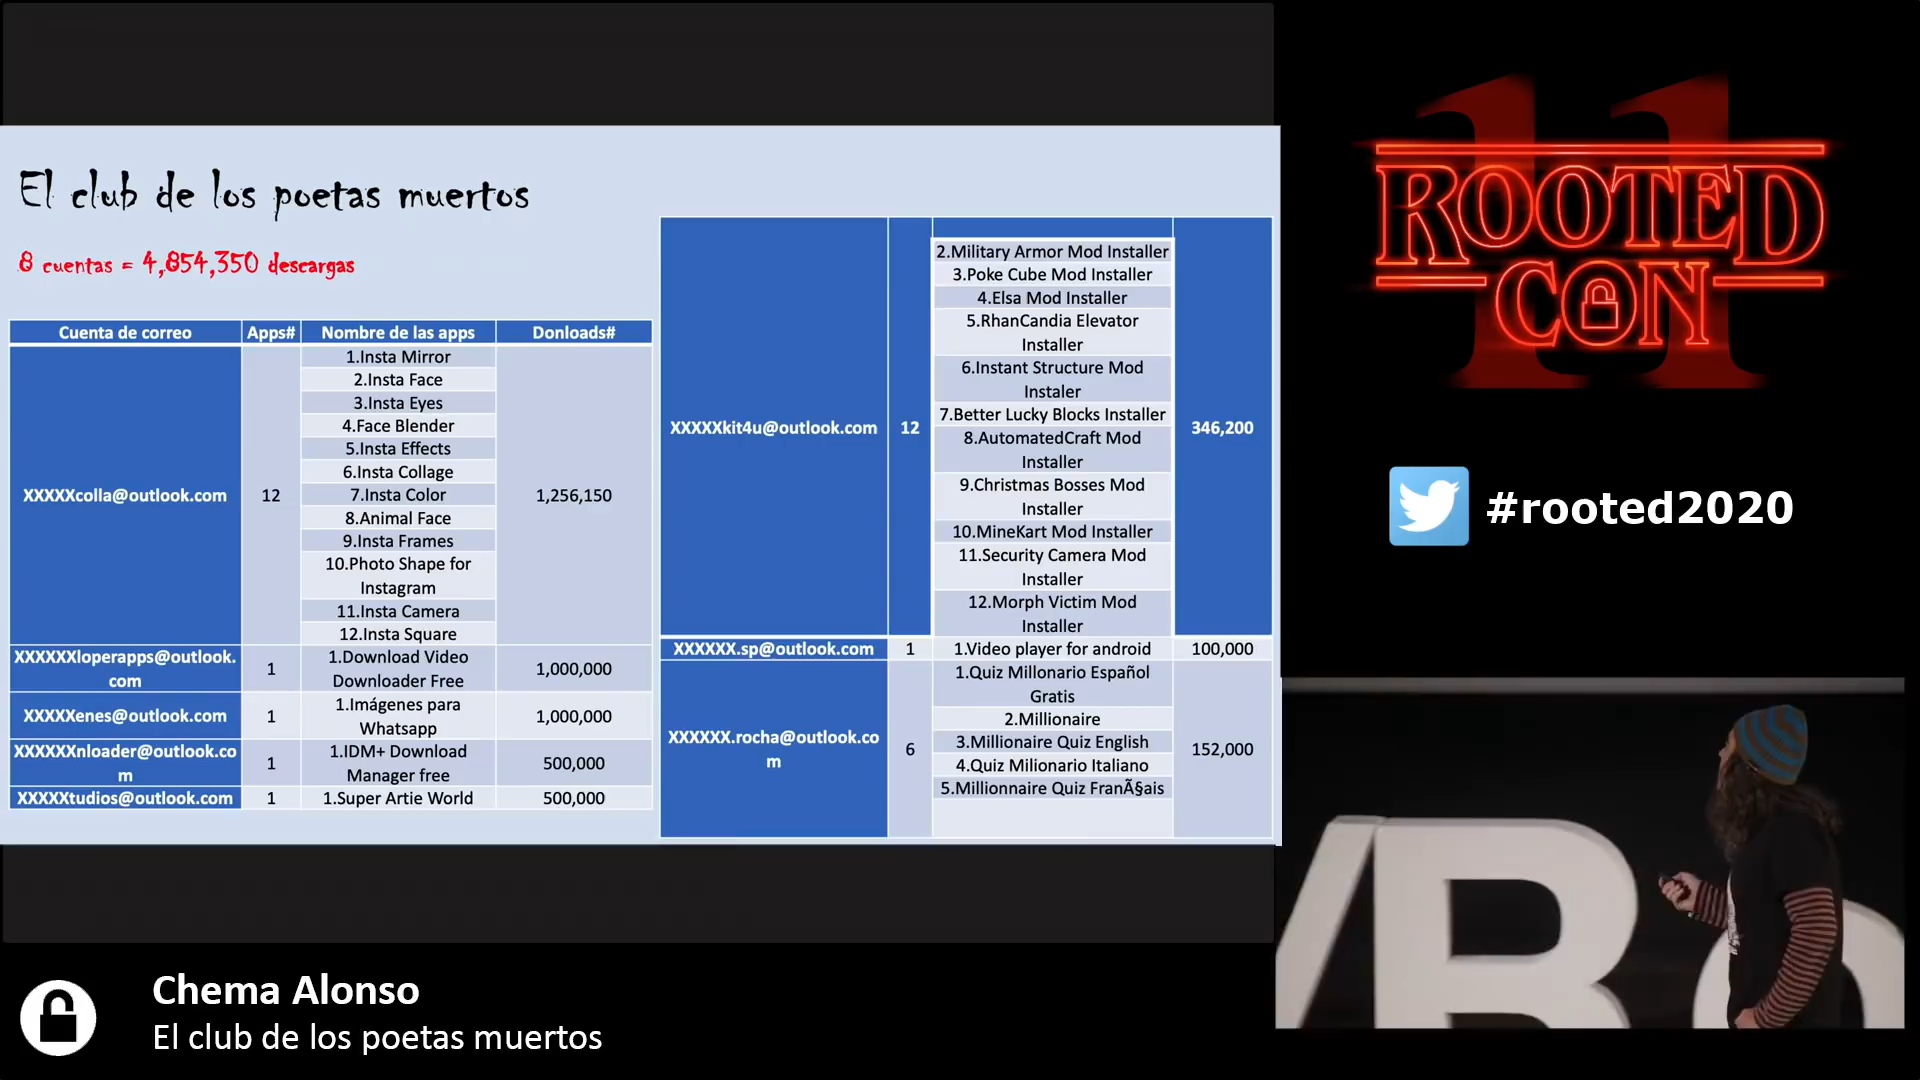 El club de los poetas muertos
8 cuentas = 4,854,350 descargas
Cuenta de correo Apps# Nombre de las apps Donloads#
XXXXXcolla@outlook.com 12 1,256,150
1.Insta Mirror
2.Insta Face
3.Insta Eyes
4.Face Blender
5.Insta Effects
6.Insta Collage
7.Insta Color
8.Animal Face
9.Insta Frames
10.Photo Shape for
Instagram
11.Insta Camera
12.Insta Square
XXXXXXloperapps@outlook.
com
1
1.Download Video
Downloader Free
1,000,000
XXXXXenes@outlook.com
1
1.Imágenes para
Whatsapp
1,000,000
XXXXXXnloader@outlook.co
m
1
1.IDM+ Download
Manager free
500,000
XXXXXtudios@outlook.com 1 1.Super Artie World 500,000
XXXXXkit4u@outlook.com 12 346,200
2.Military Armor Mod Installer
3.Poke Cube Mod Installer
4.Elsa Mod Installer
5.RhanCandia Elevator
Installer
6.Instant Structure Mod
Instaler
7.Better Lucky Blocks Installer
8.AutomatedCraft Mod
Installer
9.Christmas Bosses Mod
Installer
10.MineKart Mod Installer
11.Security Camera Mod
Installer
12.Morph Victim Mod
Installer
XXXXXX.sp@outlook.com 1 1.Video player for android 100,000
XXXXXX.rocha@outlook.co
m
6
1.Quiz Millonario Español
Gratis
2.Millionaire
3.Millionaire Quiz English
4.Quiz Milionario Italiano
5.Millionnaire Quiz FranÃ§ais
152,000
11
ROOTED
CON
#rooted2020
Chema Alonso
El club de los poetas muertos